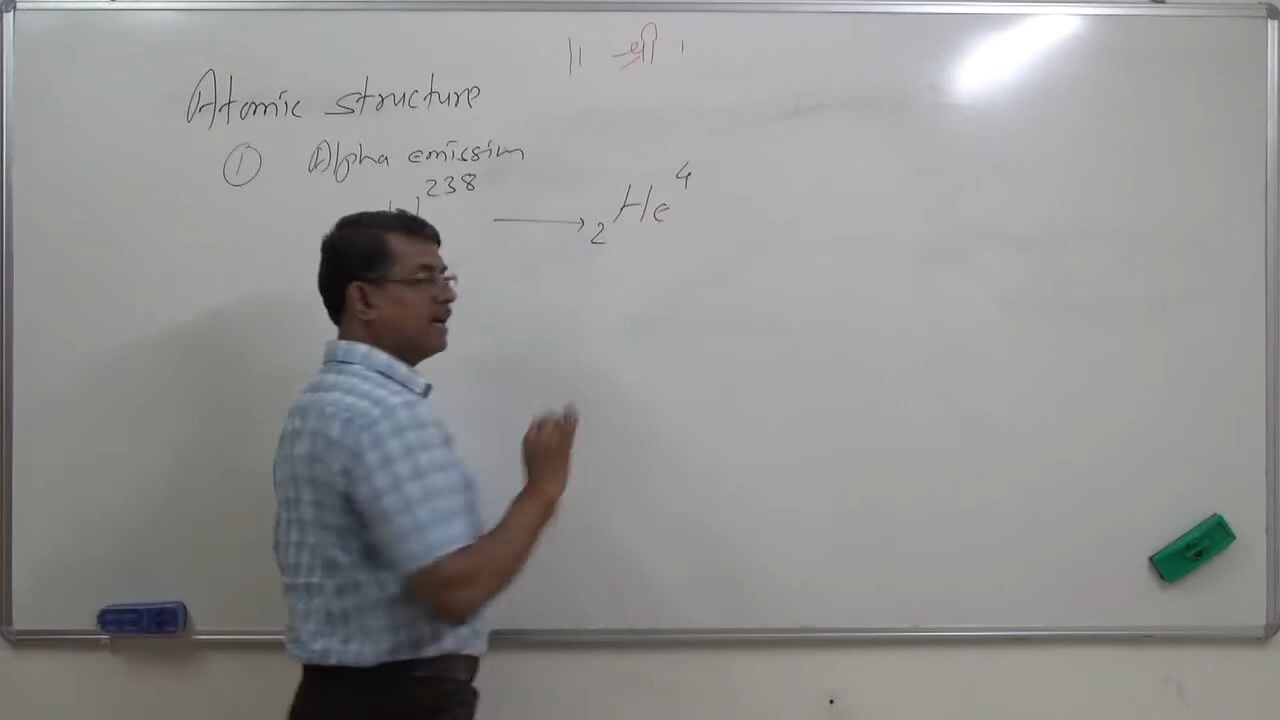 ॥ श्री ।
Atomic structure
① Alpha emission
238 → ₂He⁴